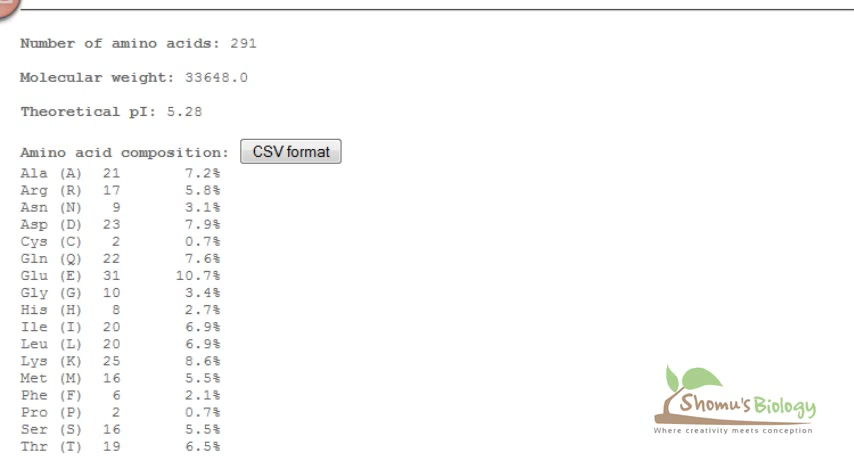 Number of amino acids: 291
Molecular weight: 33648.0
Theoretical pI: 5.28
Amino acid composition: CSV format
Ala (A) 21 7.2%
Arg (R) 17 5.8%
Asn (N) 9 3.1%
Asp (D) 23 7.9%
Cys (C) 2 0.7%
Gln (Q) 22 7.6%
Glu (E) 31 10.7%
Gly (G) 10 3.4%
His (H) 8 2.7%
Ile (I) 20 6.9%
Leu (L) 20 6.9%
Lys (K) 25 8.6%
Met (M) 16 5.5%
Phe (F) 6 2.1%
Pro (P) 2 0.7%
Ser (S) 16 5.5%
Thr (T) 19 6.5%
Shomu's Biology
Where creativity meets conception